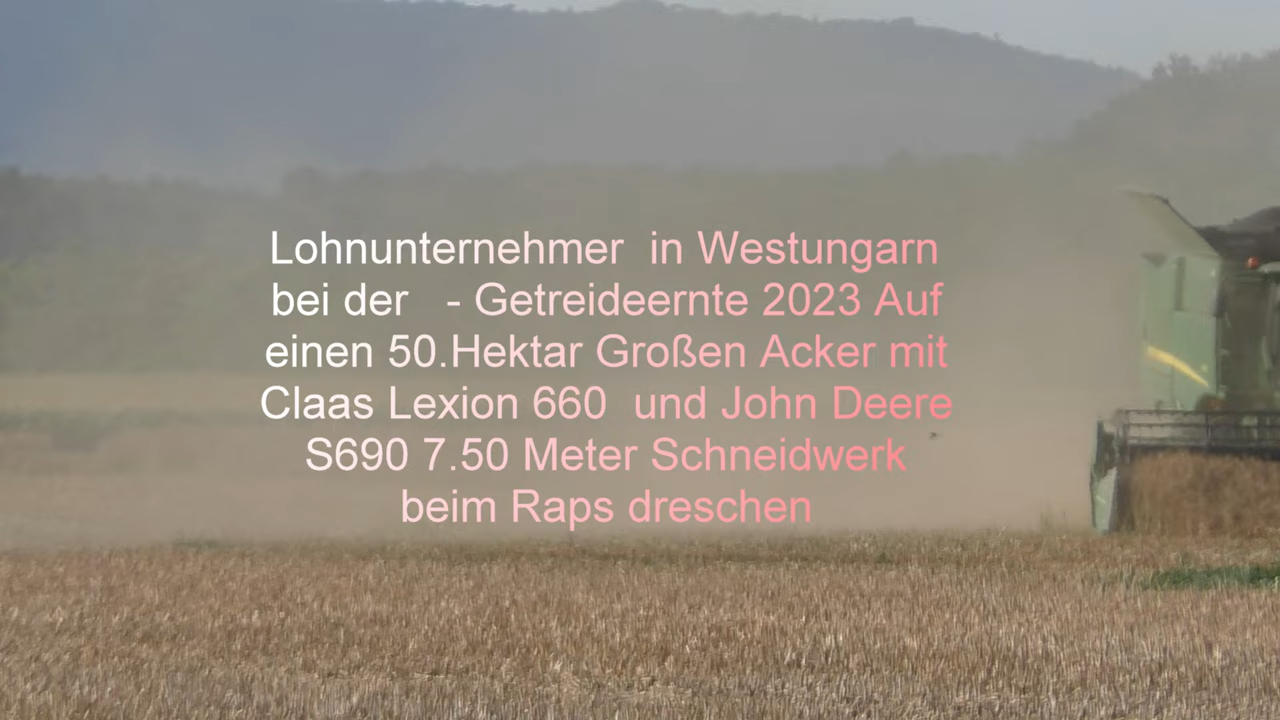 Lohnunternehmer in Westungarn
bei der - Getreideernte 2023 Auf
einen 50.Hektar Großen Acker mit
Claas Lexion 660 und John Deere
S690 7.50 Meter Schneidwerk
beim Raps dreschen